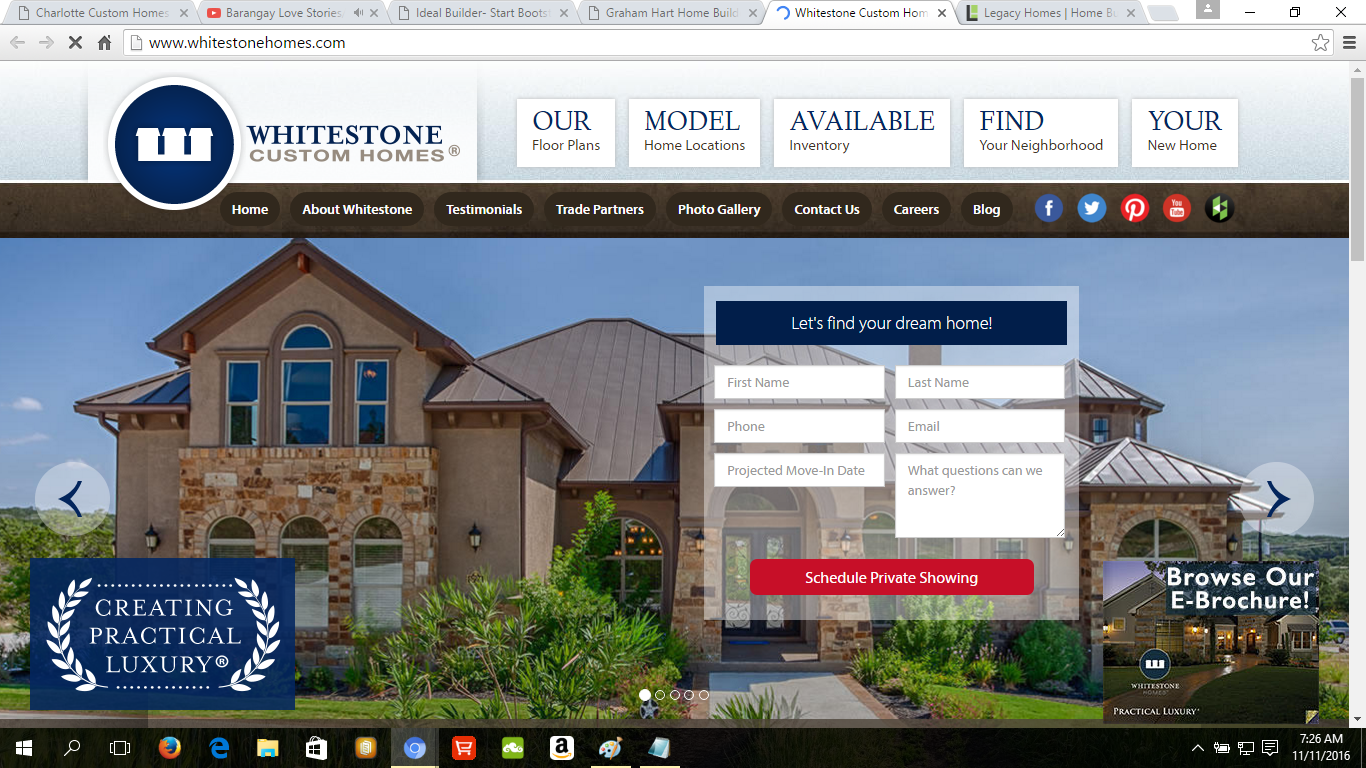 Charlotte Custom Homes
Barangay Love Stories
Ideal Builder- Start Boots
Graham Hart Home Build
Whitestone Custom Hom
Legacy Homes | Home Bu
www.whitestonehomes.com
WHITESTONE
CUSTOM HOMES®
OUR
Floor Plans
MODEL
Home Locations
AVAILABLE
Inventory
FIND
Your Neighborhood
YOUR
New Home
Home
About Whitestone
Testimonials
Trade Partners
Photo Gallery
Contact Us
Careers
Blog
You
Tube
Let's find your dream home!
First Name
Last Name
Phone
Email
Projected Move-In Date
What questions can we
answer?
Schedule Private Showing
CREATING
PRACTICAL
LUXURY®
Browse Our
E-Brochure!
WHITESTONE
HOMES
PRACTICAL LUXURY
7:26 AM
11/11/2016